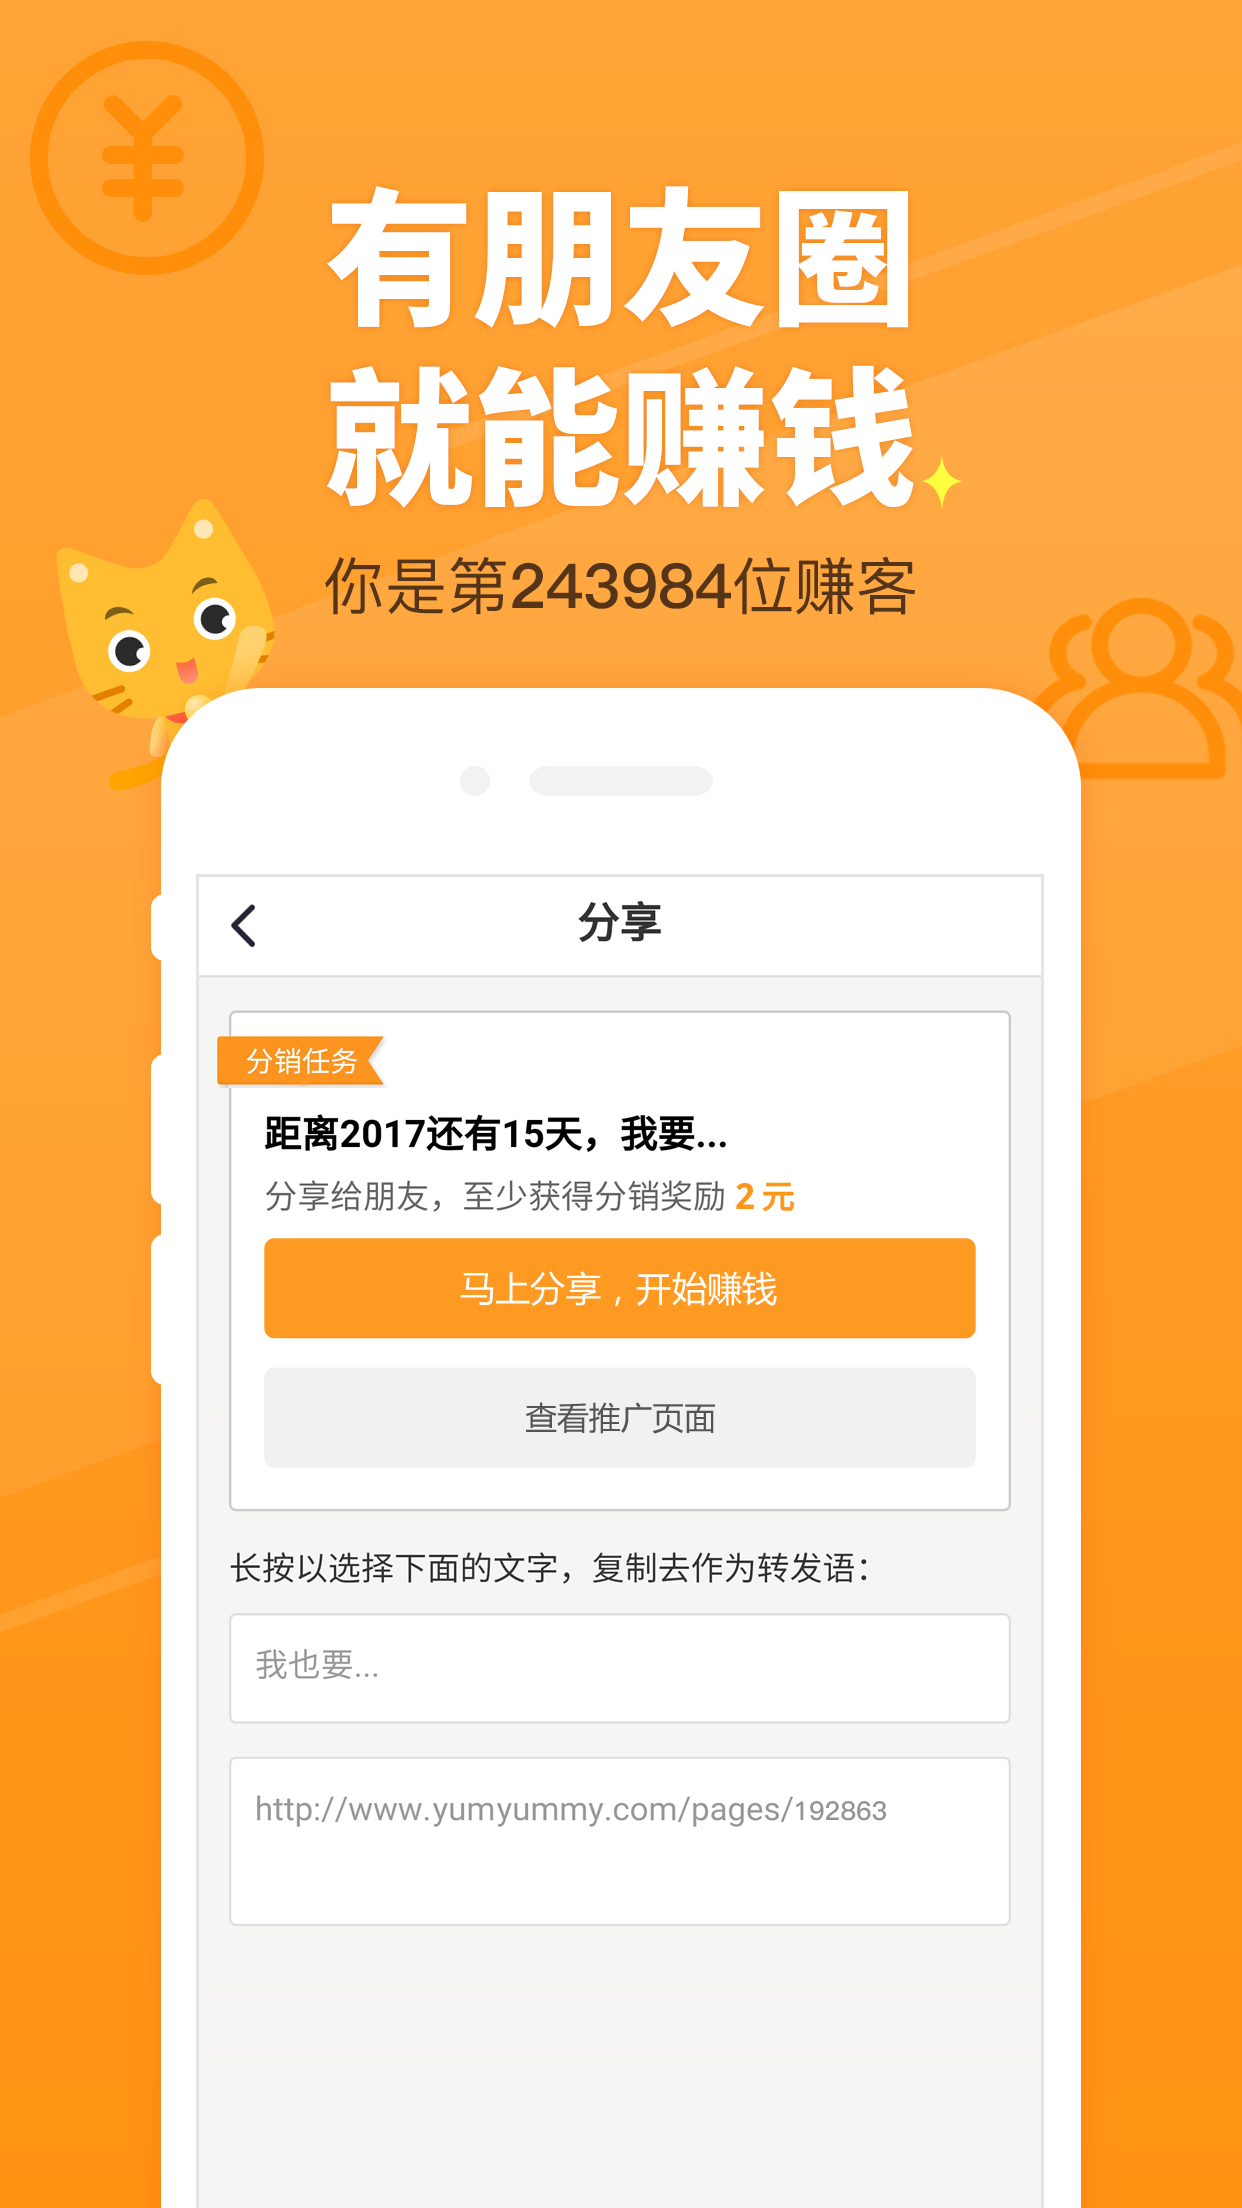 有朋友圈
就能赚钱
你是第243984位赚客
分享
分销任务
距离2017还有15天，我要...
分享给朋友，至少获得分销奖励 2 元
马上分享，开始赚钱
查看推广页面
长按以选择下面的文字，复制去作为转发语：
我也要...
http://www.yumyummy.com/pages/192863